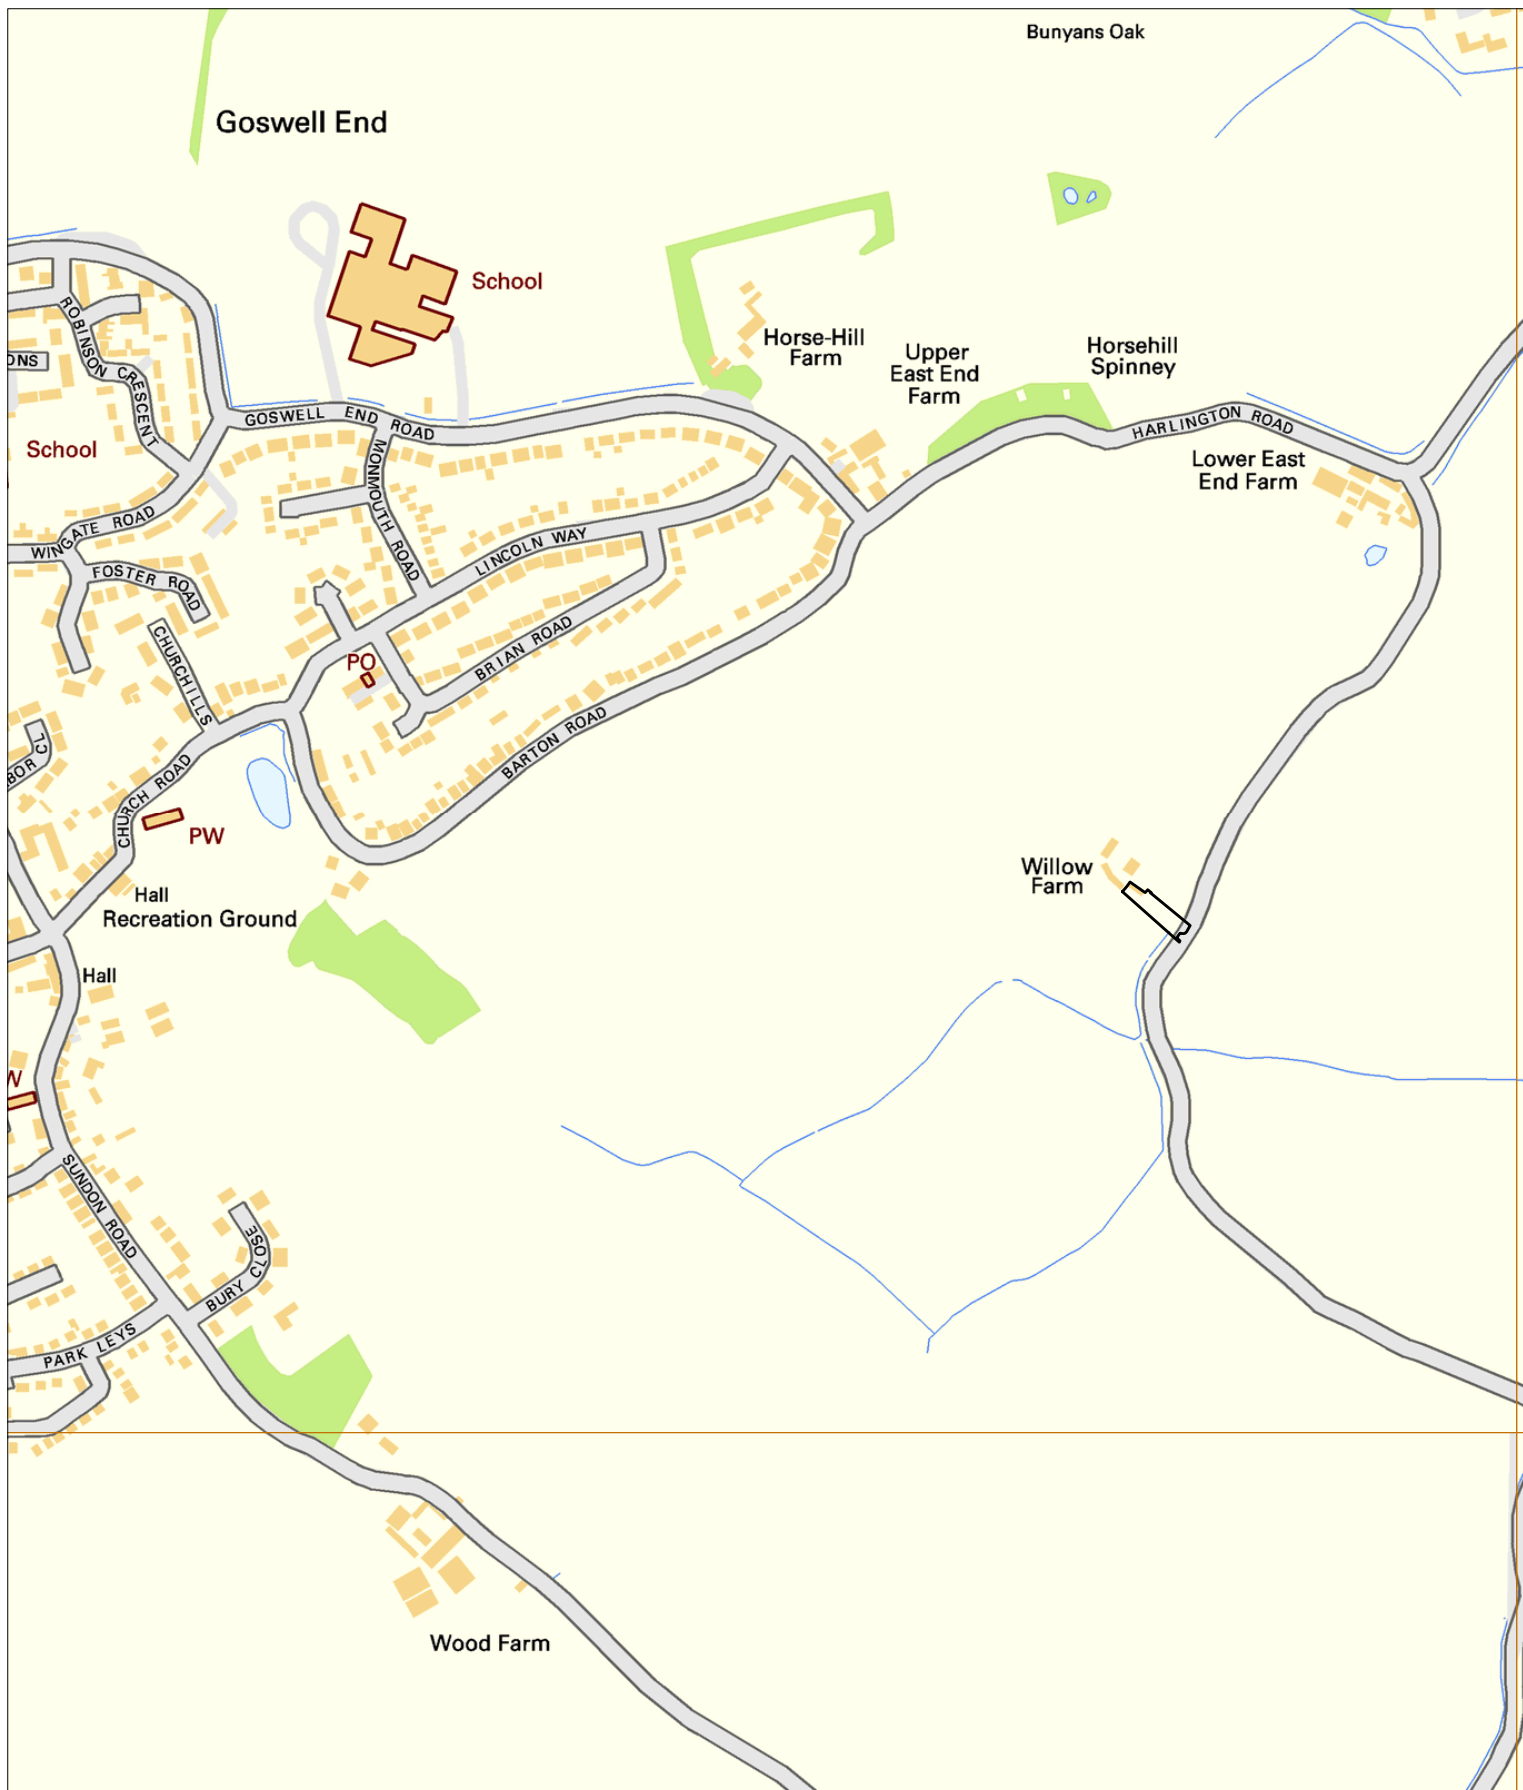 Bunyans Oak
Goswell End
School
Horse-Hill
Farm
Upper
East End
Farm
Horsehill
Spinney
ROBINSON CRESCENT
ONS
GOSWELL END ROAD
HARLINGTON ROAD
School
MONMOUTH ROAD
Lower East
End Farm
WINGATE ROAD
LINCOLN WAY
FOSTER ROAD
CHURCHILLS
PO
BRIAN ROAD
BARTON ROAD
BOR CL
CHURCH ROAD
PW
Willow
Farm
Hall
Recreation Ground
Hall
W
SUNDON ROAD
BURY CLOSE
PARK LEYS
Wood Farm